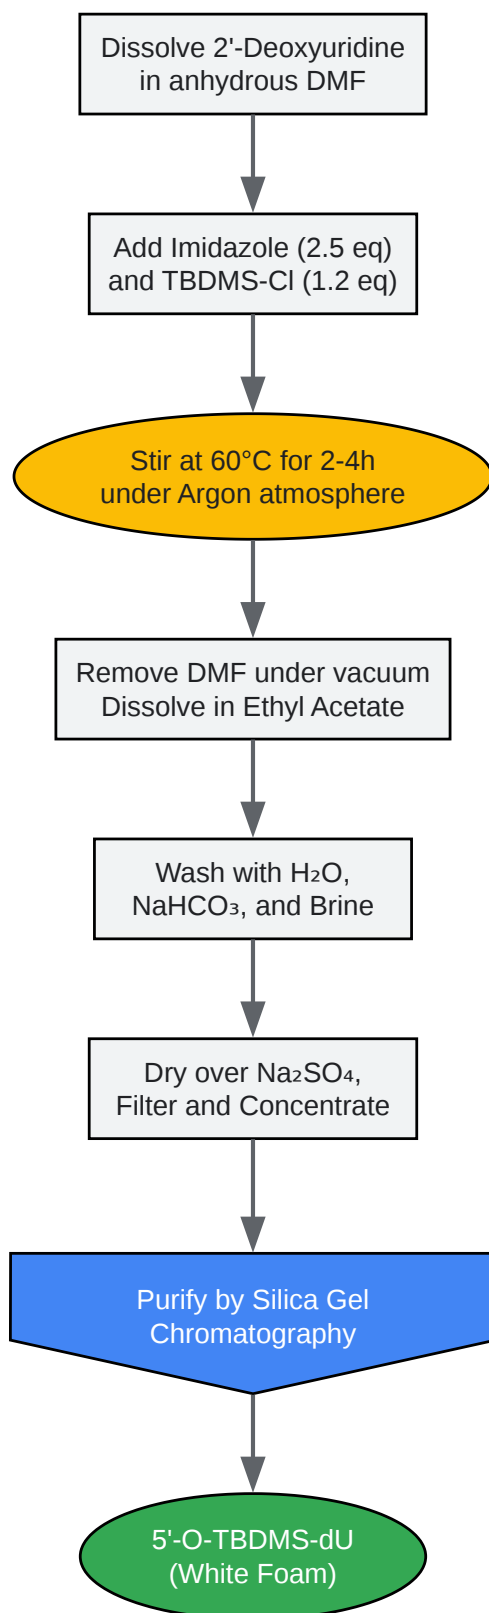 Dissolve 2'-Deoxyuridine
in anhydrous DMF
Add Imidazole (2.5 eq)
and TBDMS-Cl (1.2 eq)
Stir at 60°C for 2-4h
under Argon atmosphere
Remove DMF under vacuum
Dissolve in Ethyl Acetate
Wash with H₂O,
NaHCO₃, and Brine
Dry over Na₂SO₄,
Filter and Concentrate
Purify by Silica Gel
Chromatography
5'-O-TBDMS-dU
(White Foam)